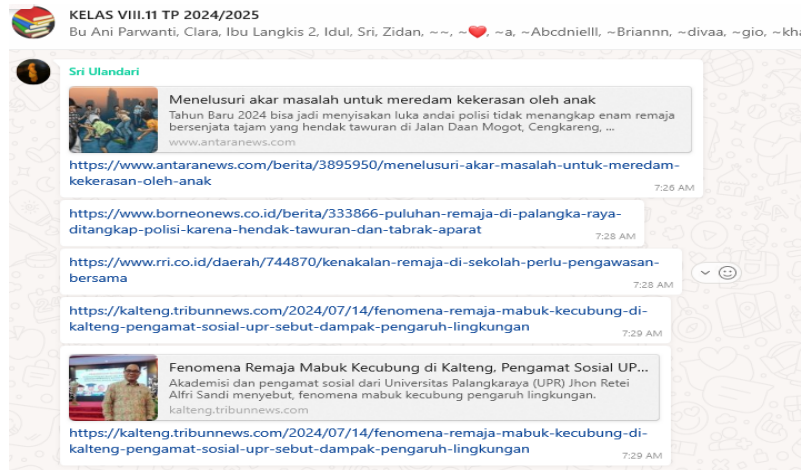 KELAS VIII.11 TP 2024/2025
Bu Ani Parwanti, Clara, Ibu Langkis 2, Idul, Sri, Zidan, ~~, ~❤️, ~a, ~Abcdnielll, ~Briannn, ~divaa, ~gio, ~kha
Sri Ulandari
Menelusuri akar masalah untuk meredam kekerasan oleh anak
Tahun Baru 2024 bisa jadi menyisakan luka andai polisi tidak menangkap enam remaja
bersenjata tajam yang hendak tawuran di Jalan Daan Mogot, Cengkareng, ...
www.antaranews.com
https://www.antaranews.com/berita/3895950/menelusuri-akar-masalah-untuk-meredam-
kekerasan-oleh-anak
7:26 AM
https://www.borneonews.co.id/berita/333866-puluhan-remaja-di-palangka-raya-
ditangkap-polisi-karena-hendak-tawuran-dan-tabrak-aparat
7:28 AM
https://www.rri.co.id/daerah/744870/kenakalan-remaja-di-sekolah-perlu-pengawasan-
bersama
7:28 AM
https://kalteng.tribunnews.com/2024/07/14/fenomena-remaja-mabuk-kecubung-di-
kalteng-pengamat-sosial-upr-sebut-dampak-pengaruh-lingkungan
7:29 AM
Fenomena Remaja Mabuk Kecubung di Kalteng, Pengamat Sosial UP...
Akademisi dan pengamat sosial dari Universitas Palangkaraya (UPR) Jhon Retei
Alfri Sandi menyebut, fenomena mabuk kecubung pengaruh lingkungan.
kalteng.tribunnews.com
https://kalteng.tribunnews.com/2024/07/14/fenomena-remaja-mabuk-kecubung-di-
kalteng-pengamat-sosial-upr-sebut-dampak-pengaruh-lingkungan
7:29 AM